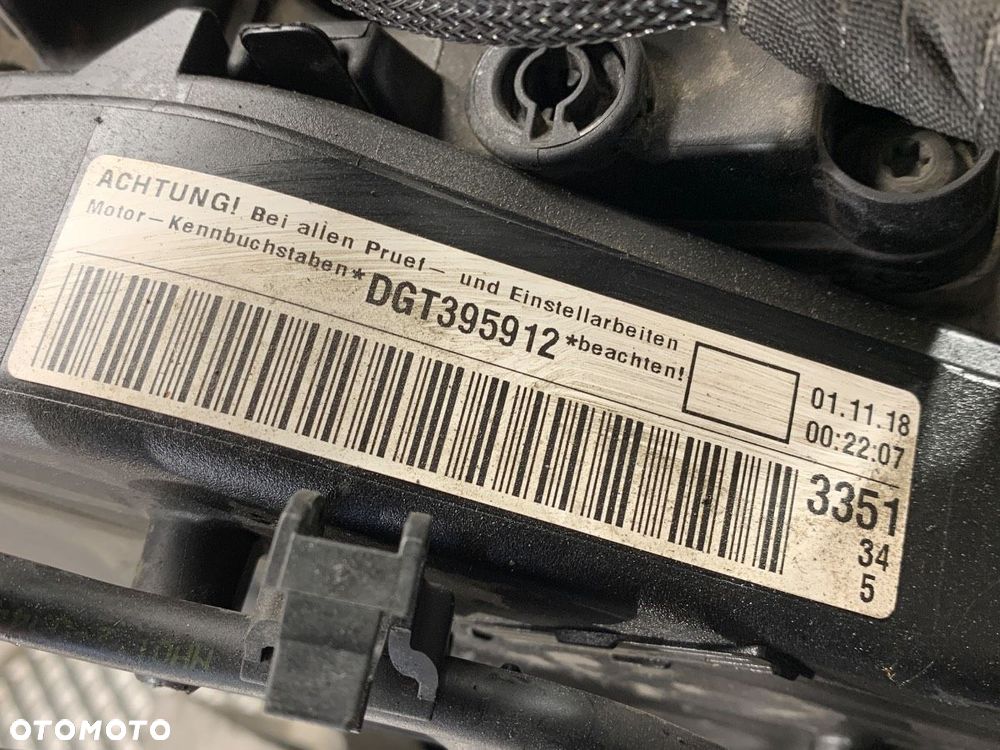 ACHTUNG! Bei allen Pruef— und Einstellarbeiten
Motor—Kennbuchstaben*DGT395912*beachten!
01.11.18
00:22:07
3351
34
5
OTOMOTO